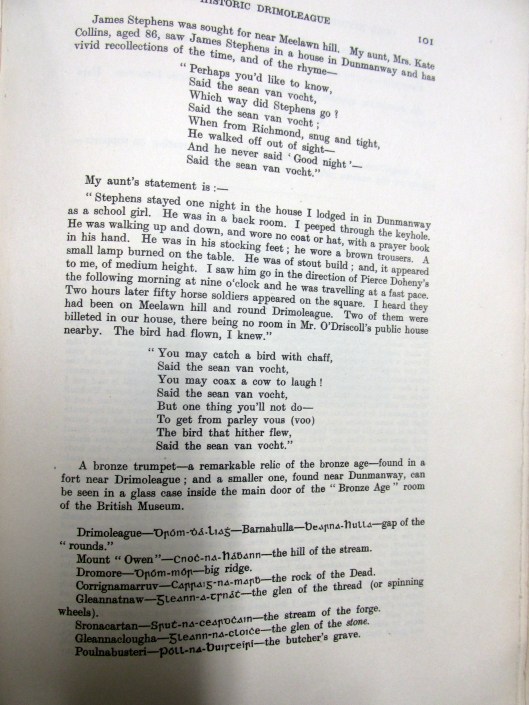 HISTORIC DRIMOLEAGUE 101
James Stephens was sought for near Meelawn hill. My aunt, Mrs. Kate
Collins, aged 86, saw James Stephens in a house in Dunmanway and has
vivid recollections of the time, and of the rhyme—
" Perhaps you'd like to know,
Said the sean van vocht,
Which way did Stephens go ?
Said the sean van vocht ;
When from Richmond, snug and tight,
He walked off out of sight—
And he never said ' Good night '—
Said the sean van vocht."
My aunt's statement is :—
" Stephens stayed one night in the house I lodged in in Dunmanway
as a school girl. He was in a back room. I peeped through the keyhole.
He was walking up and down, and wore no coat or hat, with a prayer book
in his hand. He was in his stocking feet ; he wore a brown trousers. A
small lamp burned on the table. He was of stout build ; and, it appeared
to me, of medium height. I saw him go in the direction of Pierce Doheny's
the following morning at nine o'clock and he was travelling at a fast pace.
Two hours later fifty horse soldiers appeared on the square. I heard they
had been on Meelawn hill and round Drimoleague. Two of them were
billeted in our house, there being no room in Mr. O'Driscoll's public house
nearby. The bird had flown, I knew."
" You may catch a bird with chaff,
Said the sean van vocht,
You may coax a cow to laugh !
Said the sean van vocht,
But one thing you'll not do—
To get from parley vous (voo)
The bird that hither flew,
Said the sean van vocht."
A bronze trumpet—a remarkable relic of the bronze age—found in a
fort near Drimoleague ; and a smaller one, found near Dunmanway, can
be seen in a glass case inside the main door of the " Bronze Age " room
of the British Museum.
Drimoleague—Dróm-dá-Liag—Barnahulla—Bearna-hulla—gap of the
" rounds."
Mount " Owen "—Cnoc-na-hAbann—the hill of the stream.
Dromore—Dróm-mór—big ridge.
Corrignamarruv—Carraig-na-marb—the rock of the Dead.
Gleannatnaw—Gleann-a-tsnáṫ—the glen of the thread (or spinning
wheels).
Sronacartan—Sruṫ-na-ceardċain—the stream of the forge.
Gleannaclougha—Gleann-na-cloiċe—the glen of the stone.
Poulnabusteri—Poll-na-buistéirí—the butcher's grave.